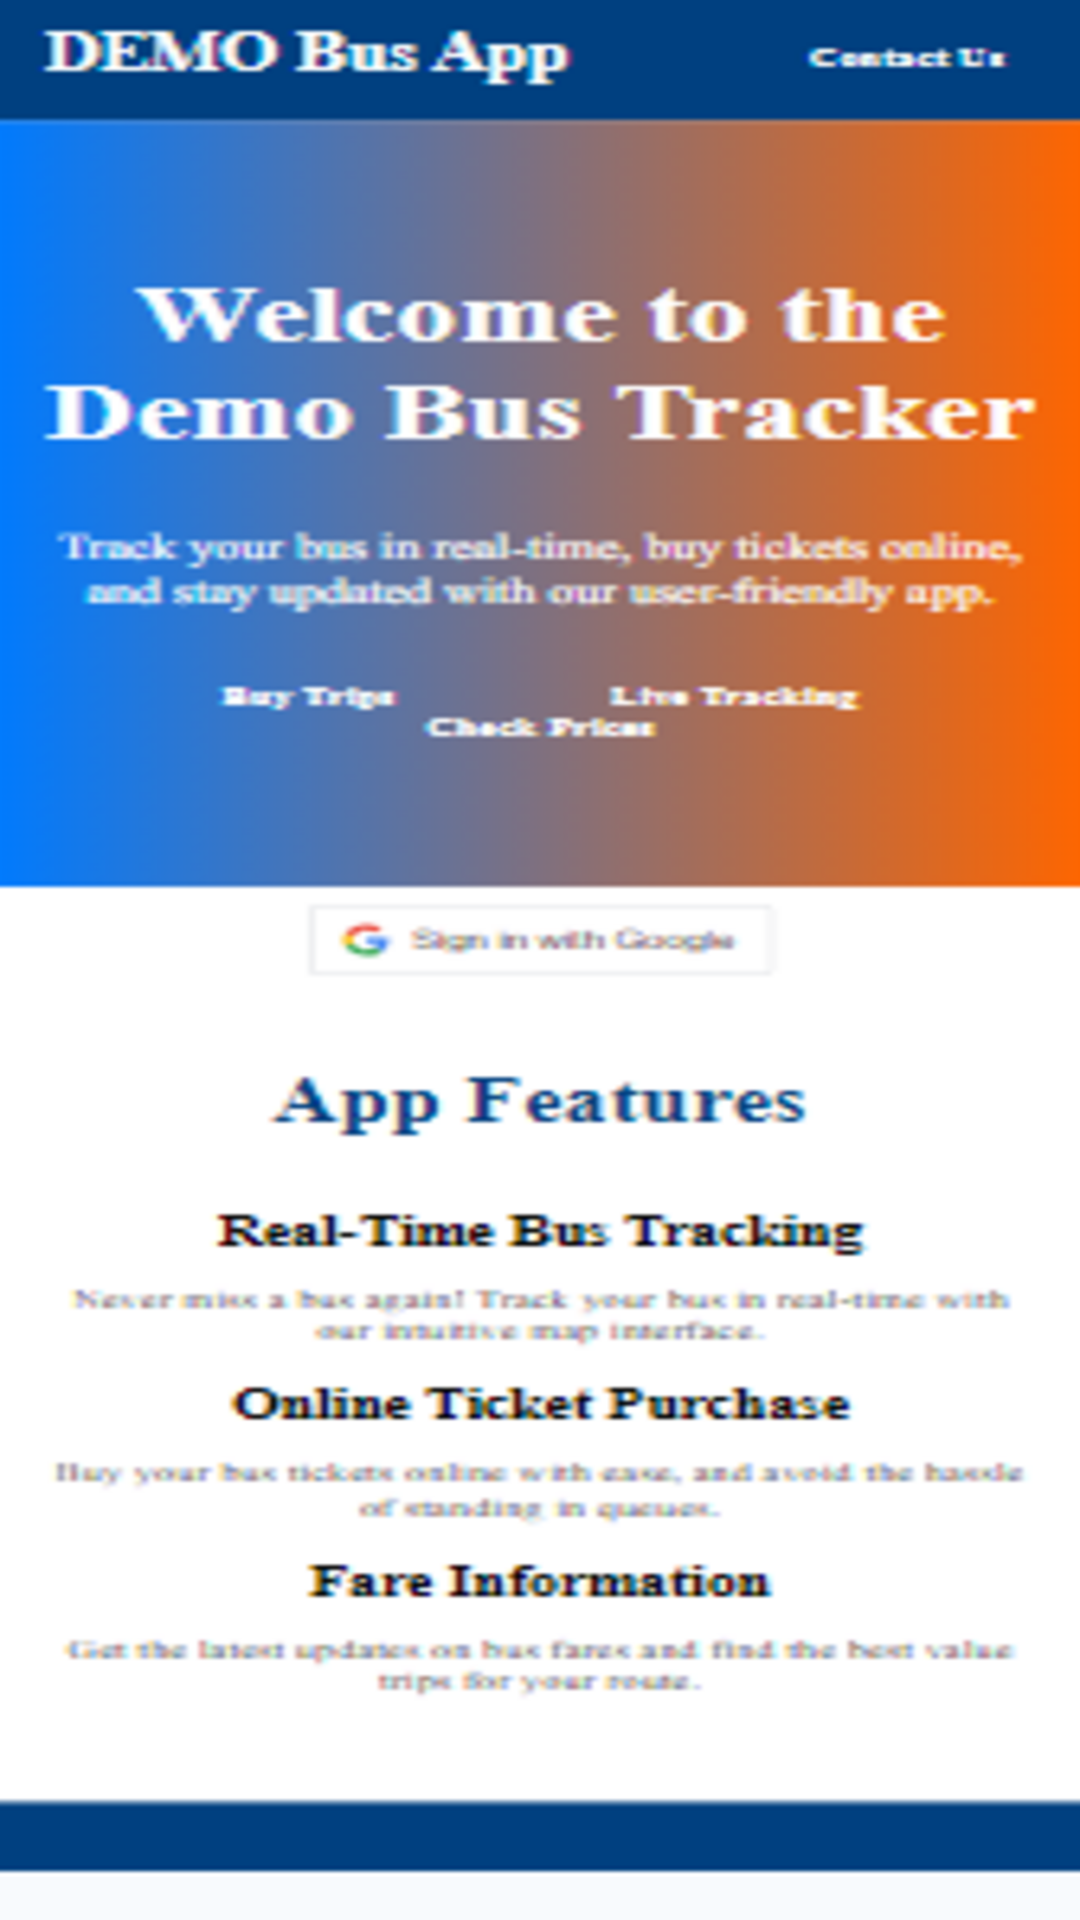 DEMO Bus App
Contact Us
Welcome to the
Demo Bus Tracker
Track your bus in real-time, buy tickets online,
and stay updated with our user-friendly app.
Buy Trips
Live Tracking
Check Prices
Sign in with Google
App Features
Real-Time Bus Tracking
Never miss a bus again! Track your bus in real-time with
our intuitive map interface.
Online Ticket Purchase
Buy your bus tickets online with ease, and avoid the hassle
of standing in queues.
Fare Information
Get the latest updates on bus fares and find the best value
trips for your route.